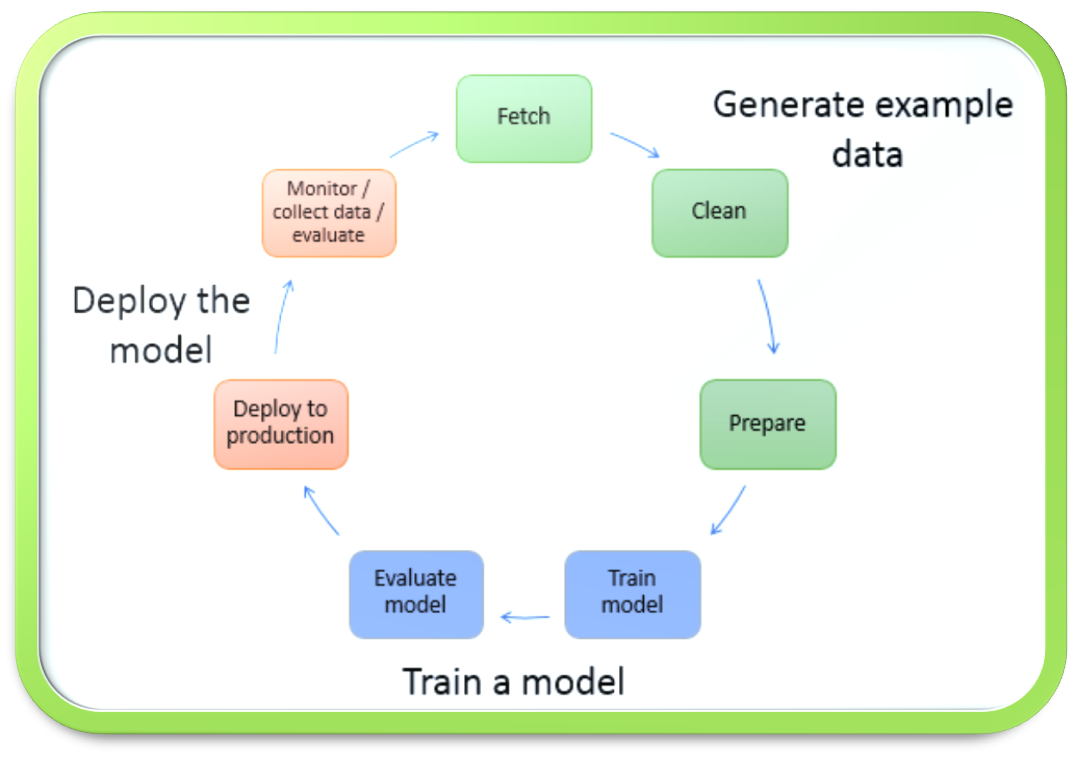 Fetch
Generate example
data
Clean
Prepare
Train
model
Evaluate
model
Train a model
Deploy to
production
Deploy the
model
Monitor /
collect data /
evaluate